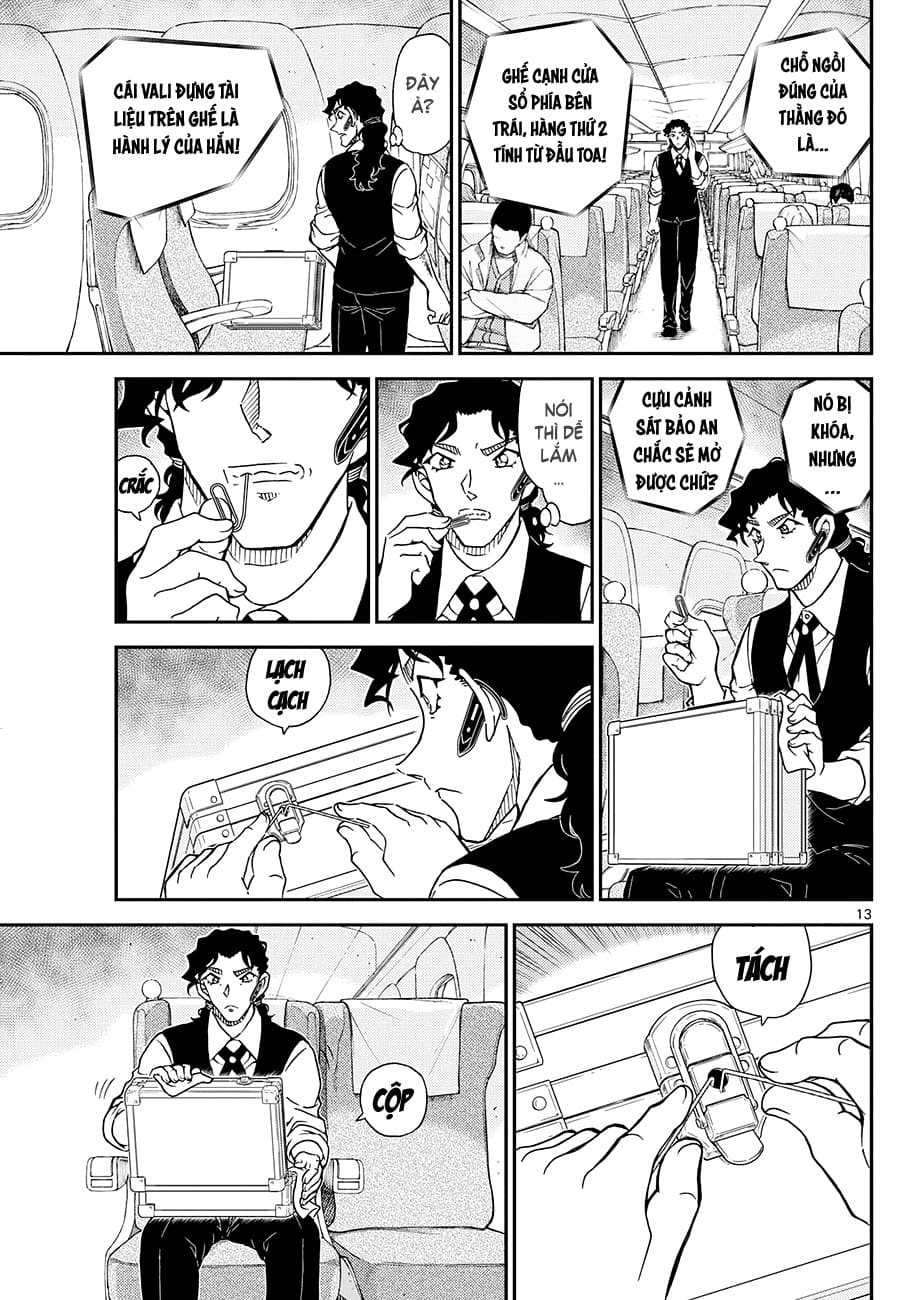 CHỖ NGỒI
ĐÚNG CỦA
THẰNG ĐÓ
LÀ...
GHẾ CẠNH CỬA
SỔ PHÍA BÊN
TRÁI, HÀNG THỨ 2
TÍNH TỪ ĐẦU TOA!
ĐÂY
À?
CÁI VALI ĐỰNG TÀI
LIỆU TRÊN GHẾ LÀ
HÀNH LÝ CỦA HẮN!
NÓ BỊ
KHÓA,
NHƯNG
...
CỰU CẢNH
SÁT BẢO AN
CHẮC SẼ MỞ
ĐƯỢC CHỨ?
NÓI
THÌ DỄ
LẮM
...
CRẮC
LẠCH
CẠCH
13
TÁCH
CỘP